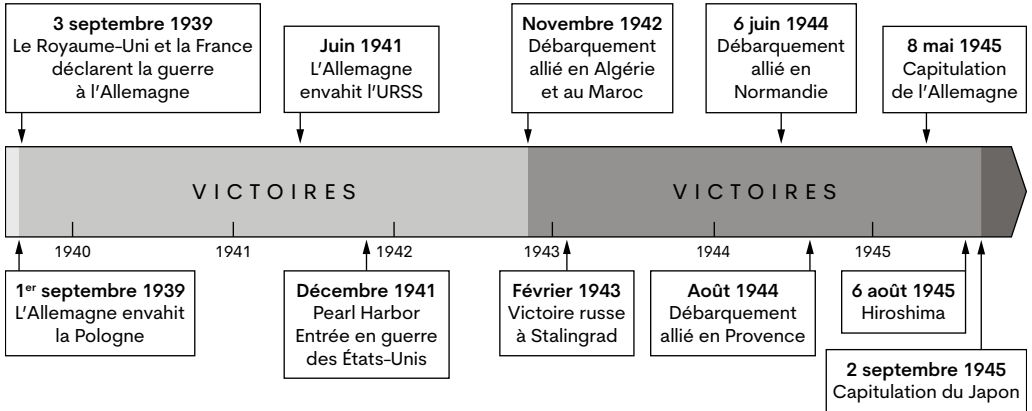 3 septembre 1939
Le Royaume-Uni et la France
déclarent la guerre
à l'Allemagne
Juin 1941
L'Allemagne
envahit l'URSS
Novembre 1942
Débarquement
allié en Algérie
et au Maroc
6 juin 1944
Débarquement
allié en
Normandie
8 mai 1945
Capitulation
de l'Allemagne
VICTOIRES
VICTOIRES
1940
1941
1942
1943
1944
1945
1er septembre 1939
L'Allemagne envahit
la Pologne
Décembre 1941
Pearl Harbor
Entrée en guerre
des États-Unis
Février 1943
Victoire russe
à Stalingrad
Août 1944
Débarquement
allié en Provence
6 août 1945
Hiroshima
2 septembre 1945
Capitulation du Japon